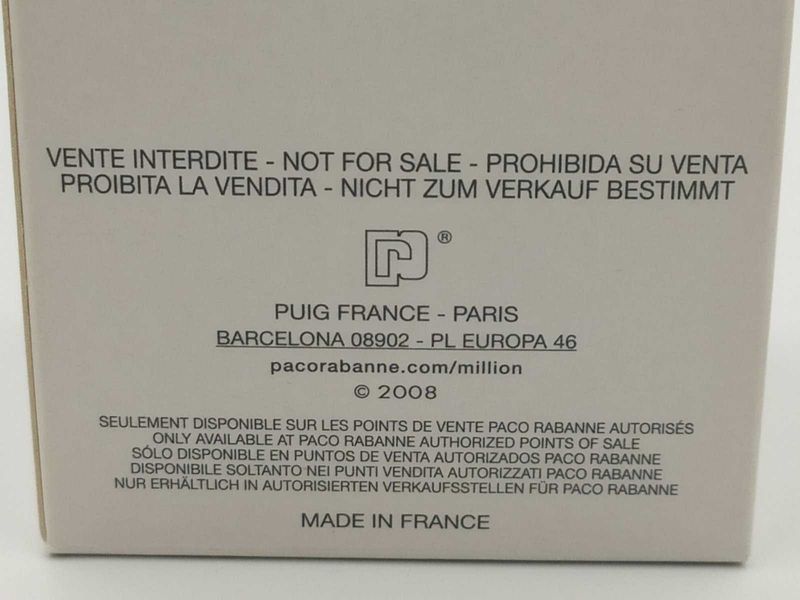 VENTE INTERDITE - NOT FOR SALE - PROHIBIDA SU VENTA
PROIBITA LA VENDITA - NICHT ZUM VERKAUF BESTIMMT
®
PUIG FRANCE - PARIS
BARCELONA 08902 - PL EUROPA 46
pacorabanne.com/million
© 2008
SEULEMENT DISPONIBLE SUR LES POINTS DE VENTE PACO RABANNE AUTORISÉS
ONLY AVAILABLE AT PACO RABANNE AUTHORIZED POINTS OF SALE
SÓLO DISPONIBLE EN PUNTOS DE VENTA AUTORIZADOS PACO RABANNE
DISPONIBILE SOLTANTO NEI PUNTI VENDITA AUTORIZZATI PACO RABANNE
NUR ERHÄLTLICH IN AUTORISIERTEN VERKAUFSSTELLEN FÜR PACO RABANNE
MADE IN FRANCE